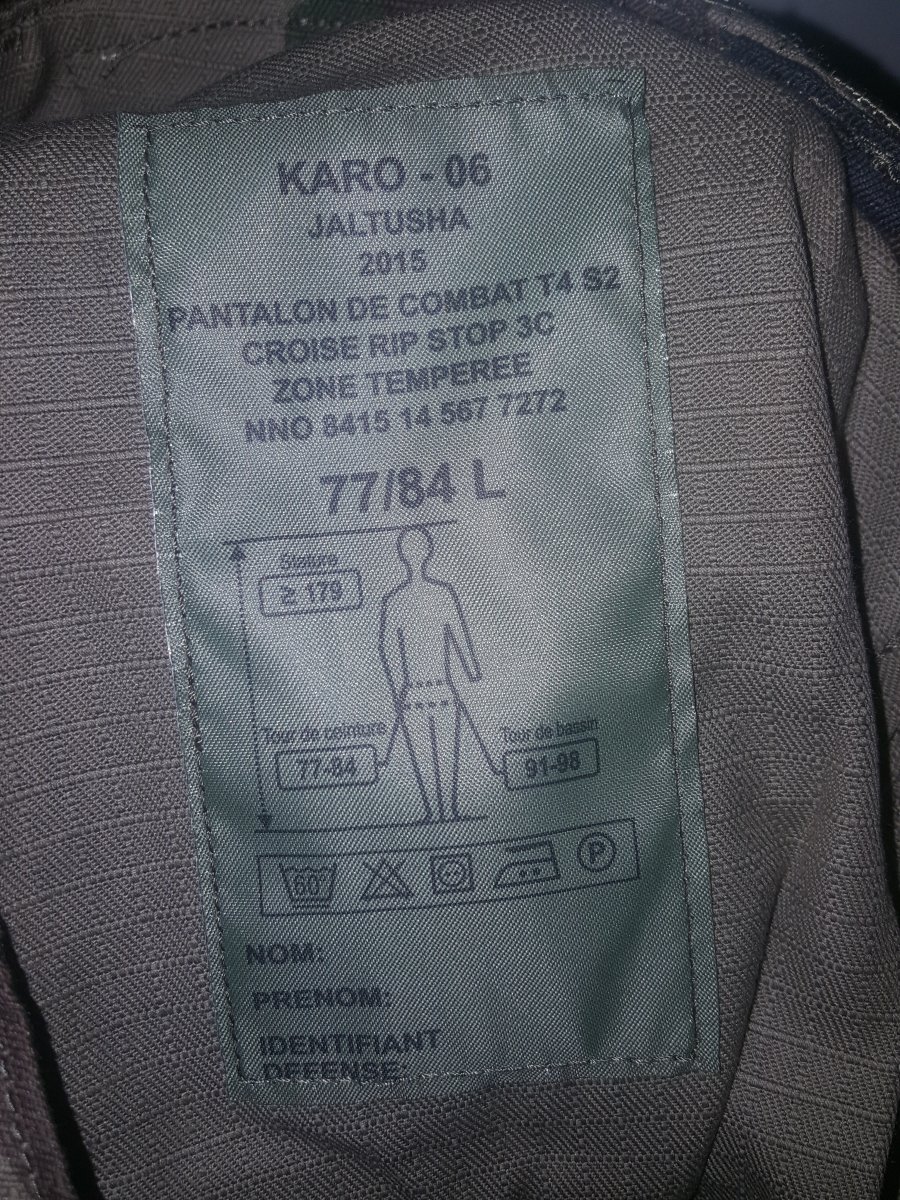 KARO - 06
JALTUSHA
2015
PANTALON DE COMBAT T4 S2
CROISE RIP STOP 3C
ZONE TEMPEREE
NNO 8415 14 567 7272
77/84 L
Stature
≥ 179
Tour de ceinture
77-84
Tour de bassin
91-98
60°
P
NOM:
PRENOM:
IDENTIFIANT
DEFENSE: